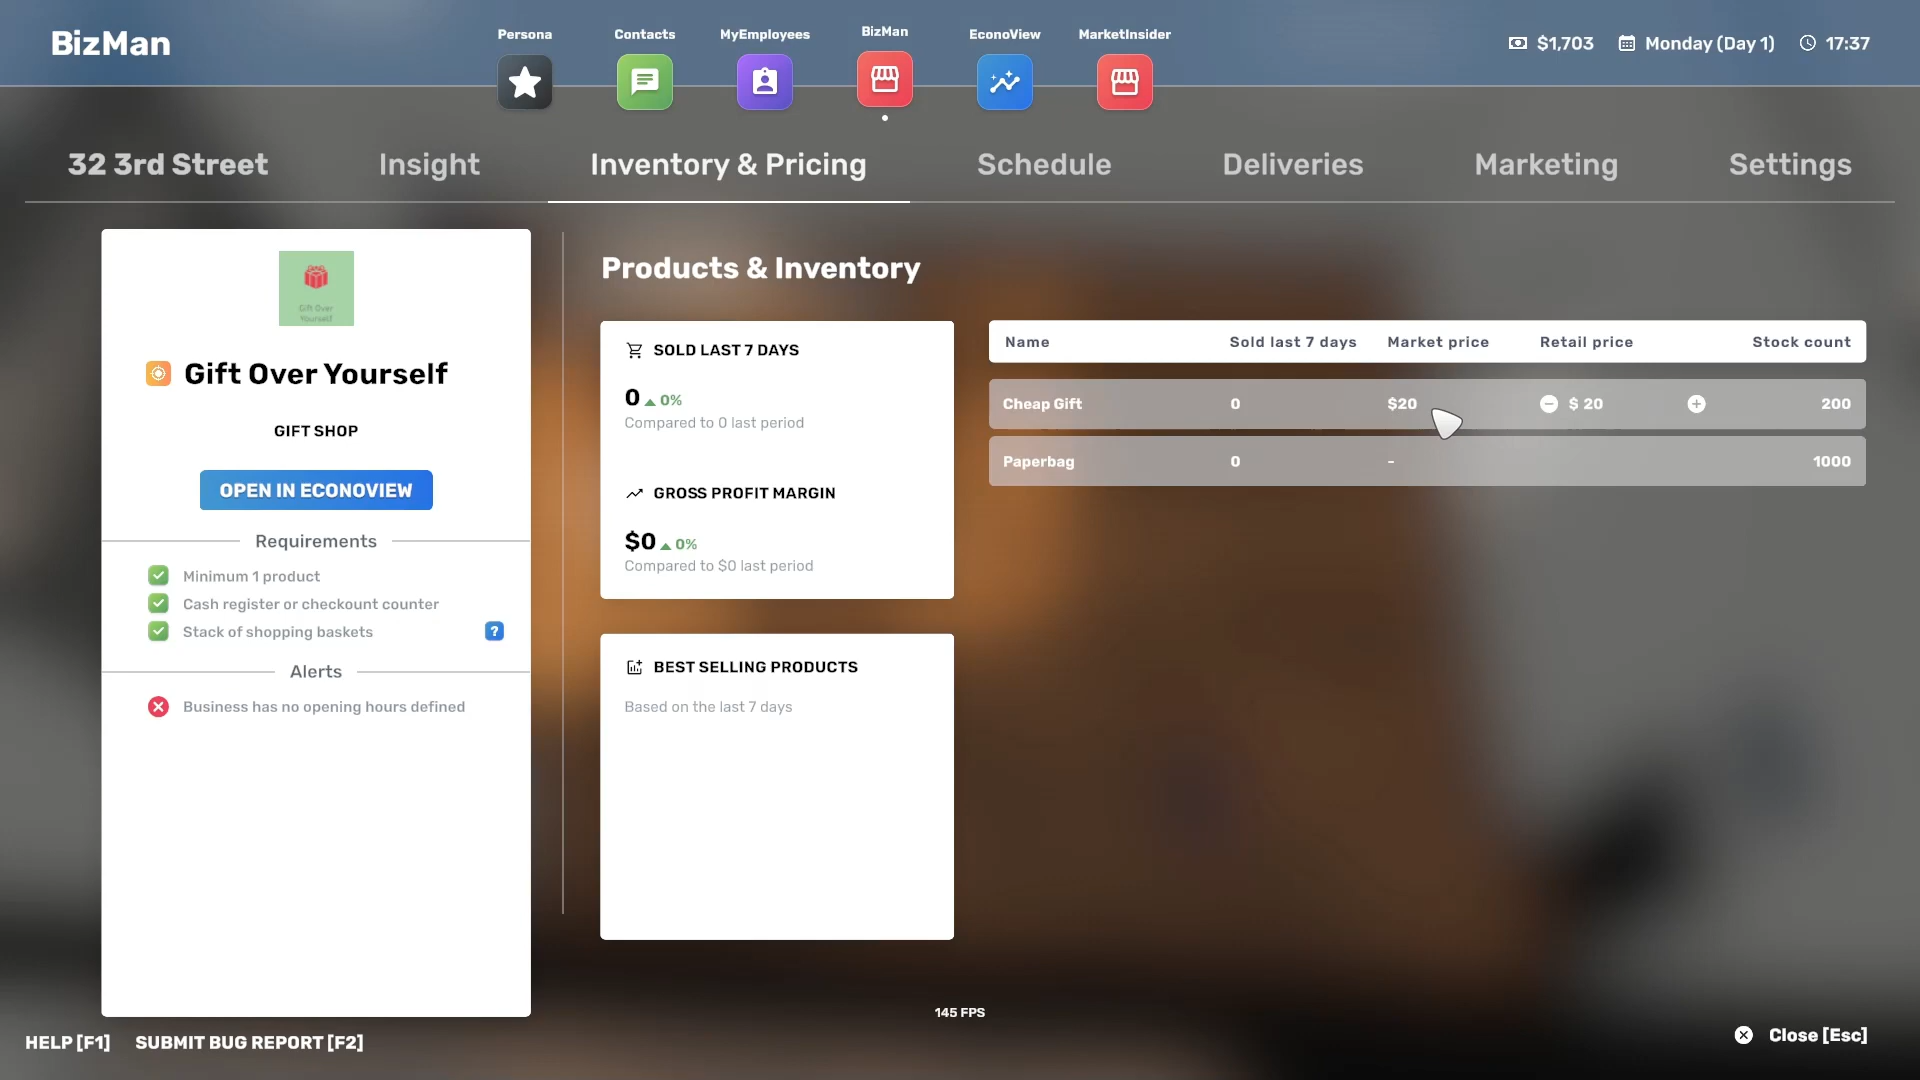 BizMan
Persona
Contacts
MyEmployees
BizMan
EconoView
MarketInsider
$1,703
Monday (Day 1)
17:37
32 3rd Street
Insight
Inventory & Pricing
Schedule
Deliveries
Marketing
Settings
Gift Over
Yourself
Gift Over Yourself
GIFT SHOP
OPEN IN ECONOVIEW
Requirements
Minimum 1 product
Cash register or checkount counter
Stack of shopping baskets
?
Alerts
Business has no opening hours defined
Products & Inventory
SOLD LAST 7 DAYS
0 0%
Compared to 0 last period
GROSS PROFIT MARGIN
$0 0%
Compared to $0 last period
BEST SELLING PRODUCTS
Based on the last 7 days
Name Sold last 7 days Market price Retail price Stock count
Cheap Gift 0 $20 $ 20 200
Paperbag 0 - 1000
145 FPS
HELP [F1] SUBMIT BUG REPORT [F2]
Close [Esc]